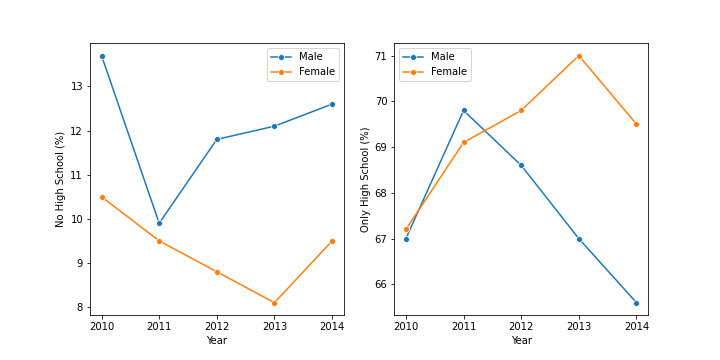 No High School (%)
13
12
11
10
9
8
2010 2011 2012 2013 2014
Year
Male
Female
Only High School (%)
71
70
69
68
67
66
2010 2011 2012 2013 2014
Year
Male
Female